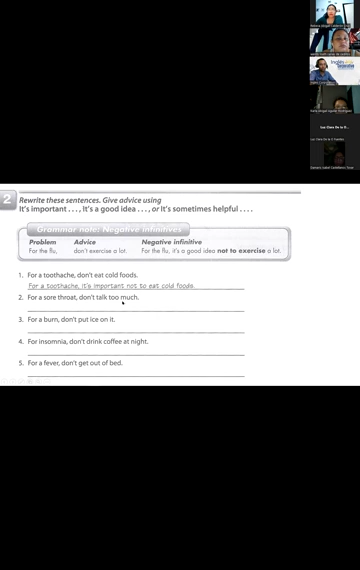 2 Rewrite these sentences. Give advice using
It's important . . . , It's a good idea . . . , or It's sometimes helpful . . . .
Grammar note: Negative infinitives
Problem Advice Negative infinitive
For the flu, don't exercise a lot. For the flu, it's a good idea not to exercise a lot.
1. For a toothache, don't eat cold foods.
For a toothache, it's important not to eat cold foods.
2. For a sore throat, don't talk too much.
3. For a burn, don't put ice on it.
4. For insomnia, don't drink coffee at night.
5. For a fever, don't get out of bed.